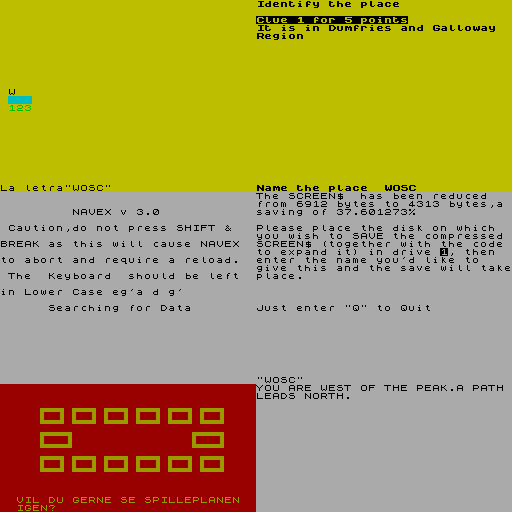 W
123
La letra"WOSC"
Identify the place
Clue 1 for 5 points
It is in Dumfries and Galloway
Region
Name the place  WOSC
NAVEX v 3.0
Caution,do not press SHIFT &
BREAK as this will cause NAVEX
to abort and require a reload.
The  Keyboard  should be left
in Lower Case eg'a d g'
Searching for Data
The SCREEN$  has been reduced
from 6912 bytes to 4313 bytes,a
saving of 37.601273%
Please place the disk on which
you wish to SAVE the compressed
SCREEN$ (together with the code
to expand it) in drive 1, then
enter the name you'd like to
give this and the save will take
place.
Just enter "Q" to Quit
"WOSC"
VIL DU GERNE SE SPILLEPLANEN
IGEN?
YOU ARE WEST OF THE PEAK.A PATH
LEADS NORTH.